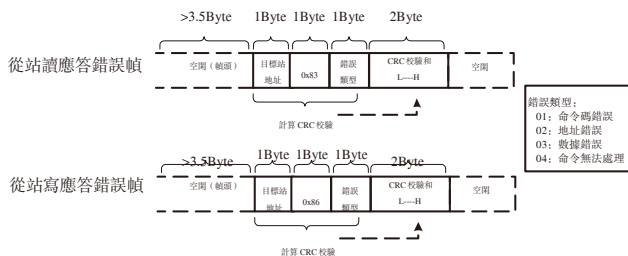 >3.5Byte 1Byte 1Byte 1Byte 2Byte
從站讀應答錯誤幀
空閑（幀頭）
目標站
地址
0x83
錯誤
類型
CRC 校驗和
L----H
空閑
計算 CRC 校驗
錯誤類型：
01：命令碼錯誤
02：地址錯誤
03：數據錯誤
04：命令無法處理
>3.5Byte 1Byte 1Byte 1Byte 2Byte
從站寫應答錯誤幀
空閑（幀頭）
目標站
地址
0x86
錯誤
類型
CRC 校驗和
L----H
空閑
計算 CRC 校驗